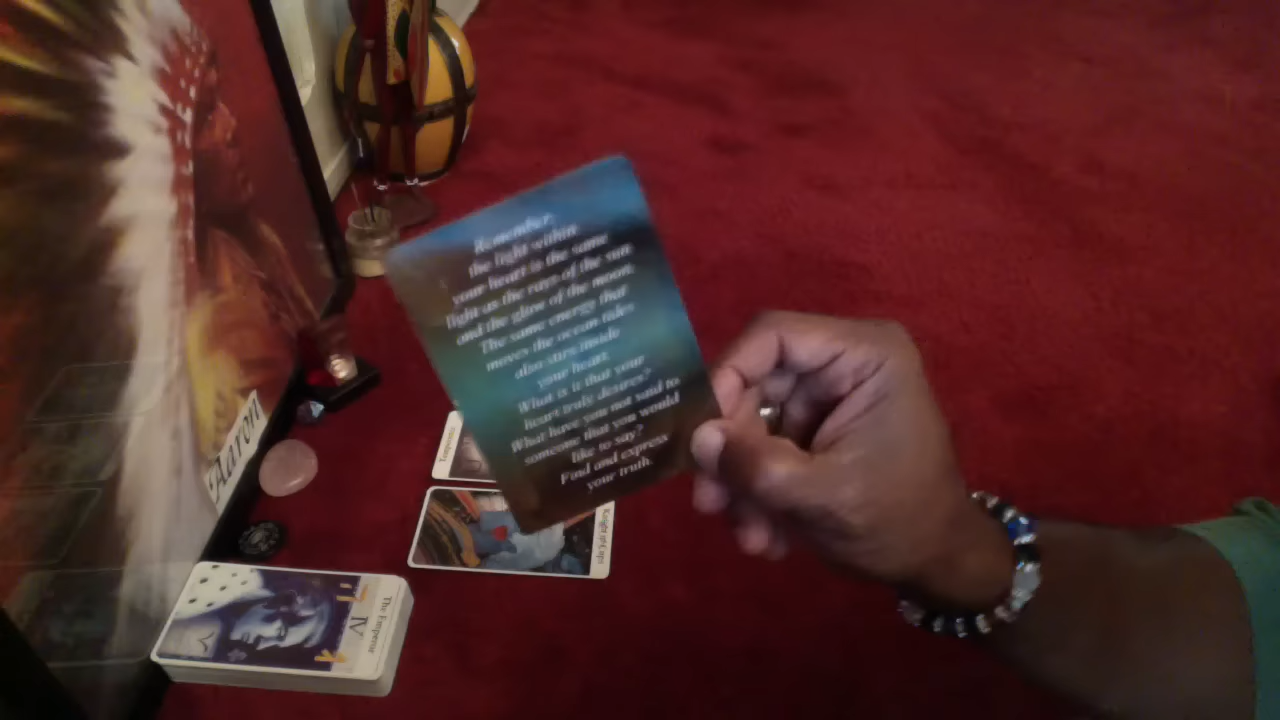 Remember,
the light within
your heart is the same
light as the rays of the sun
and the glow of the moon.
The same energy that
moves the ocean tides
also stirs inside
your heart.
What is it that your
heart truly desires?
What have you not said to
someone that you would
like to say?
Find and express
your truth.
Aaron
Knight of Cups
The Emperor
IV